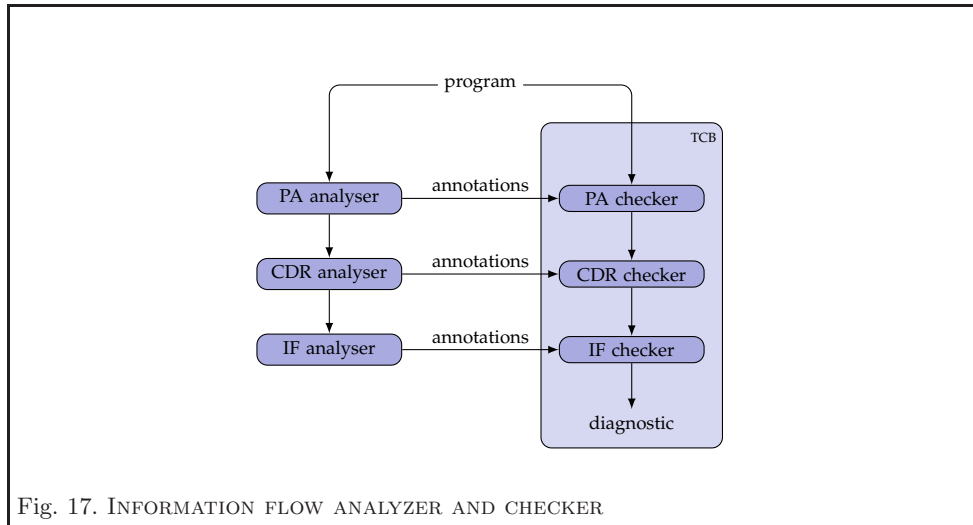 program
TCB
PA analyser
annotations
PA checker
CDR analyser
annotations
CDR checker
IF analyser
annotations
IF checker
diagnostic
Fig. 17. INFORMATION FLOW ANALYZER AND CHECKER